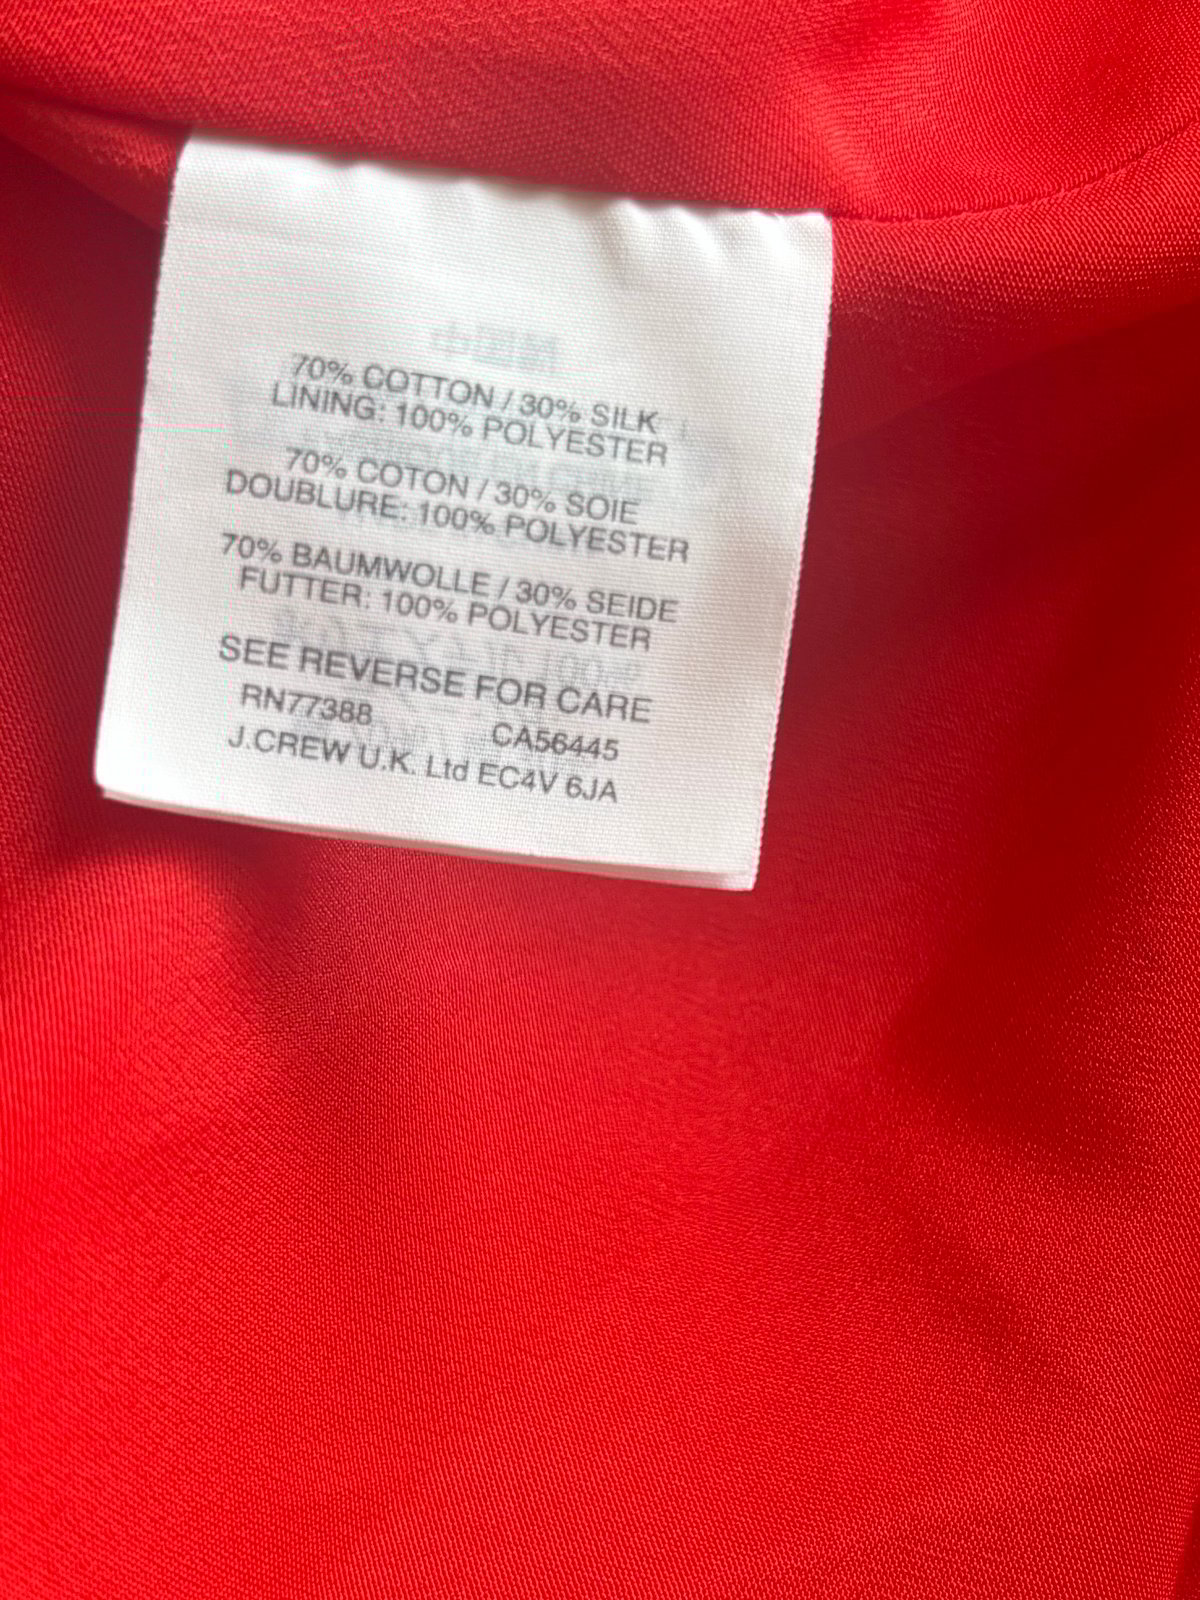 70% COTTON / 30% SILK
LINING: 100% POLYESTER
70% COTON / 30% SOIE
DOUBLURE: 100% POLYESTER
70% BAUMWOLLE / 30% SEIDE
FUTTER: 100% POLYESTER
SEE REVERSE FOR CARE
RN77388 CA56445
J.CREW U.K. Ltd EC4V 6JA